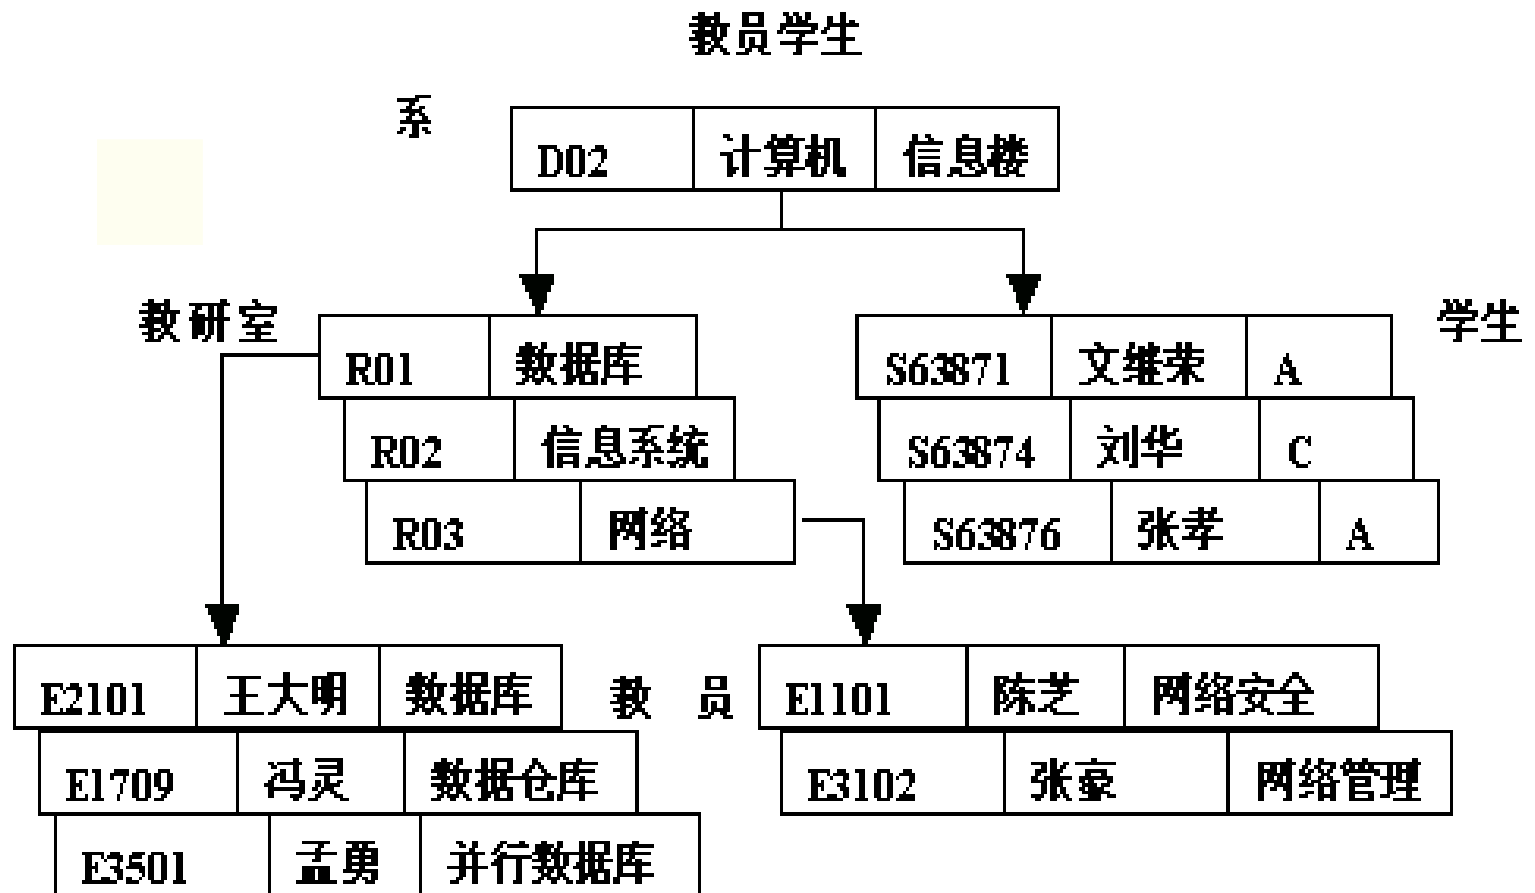 教员学生
系
D02 计算机 信息楼
教研室
R01 数据库
R02 信息系统
R03 网络
学生
S63871 文继荣 A
S63874 刘华 C
S63876 张孝 A
教 员
E2101 王大明 数据库
E1709 冯灵 数据仓库
E3501 孟勇 并行数据库
E1101 陈芝 网络安全
E3102 张豪 网络管理